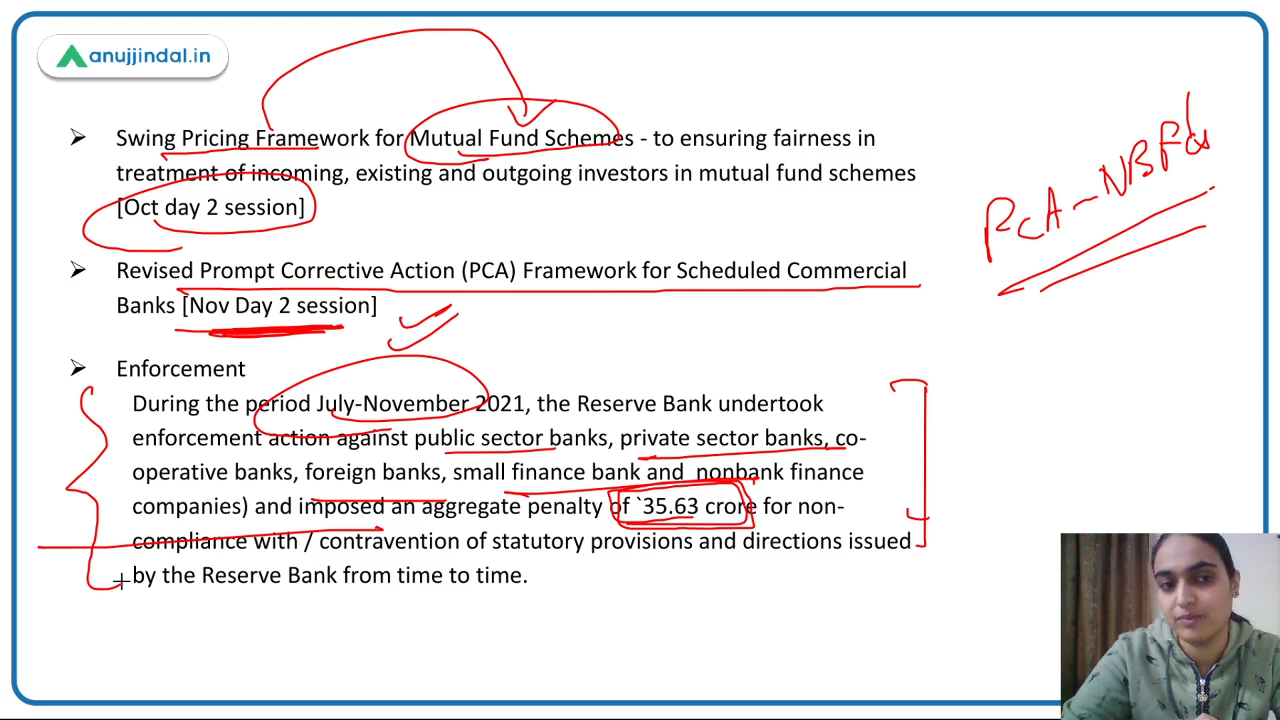 anujjindal.in
➢ Swing Pricing Framework for Mutual Fund Schemes - to ensuring fairness in
treatment of incoming, existing and outgoing investors in mutual fund schemes
[Oct day 2 session]
➢ Revised Prompt Corrective Action (PCA) Framework for Scheduled Commercial
Banks [Nov Day 2 session]
➢ Enforcement
During the period July-November 2021, the Reserve Bank undertook
enforcement action against public sector banks, private sector banks, co-
operative banks, foreign banks, small finance bank and nonbank finance
companies) and imposed an aggregate penalty of `35.63 crore for non-
compliance with / contravention of statutory provisions and directions issued
by the Reserve Bank from time to time.
PCA - NBFCs